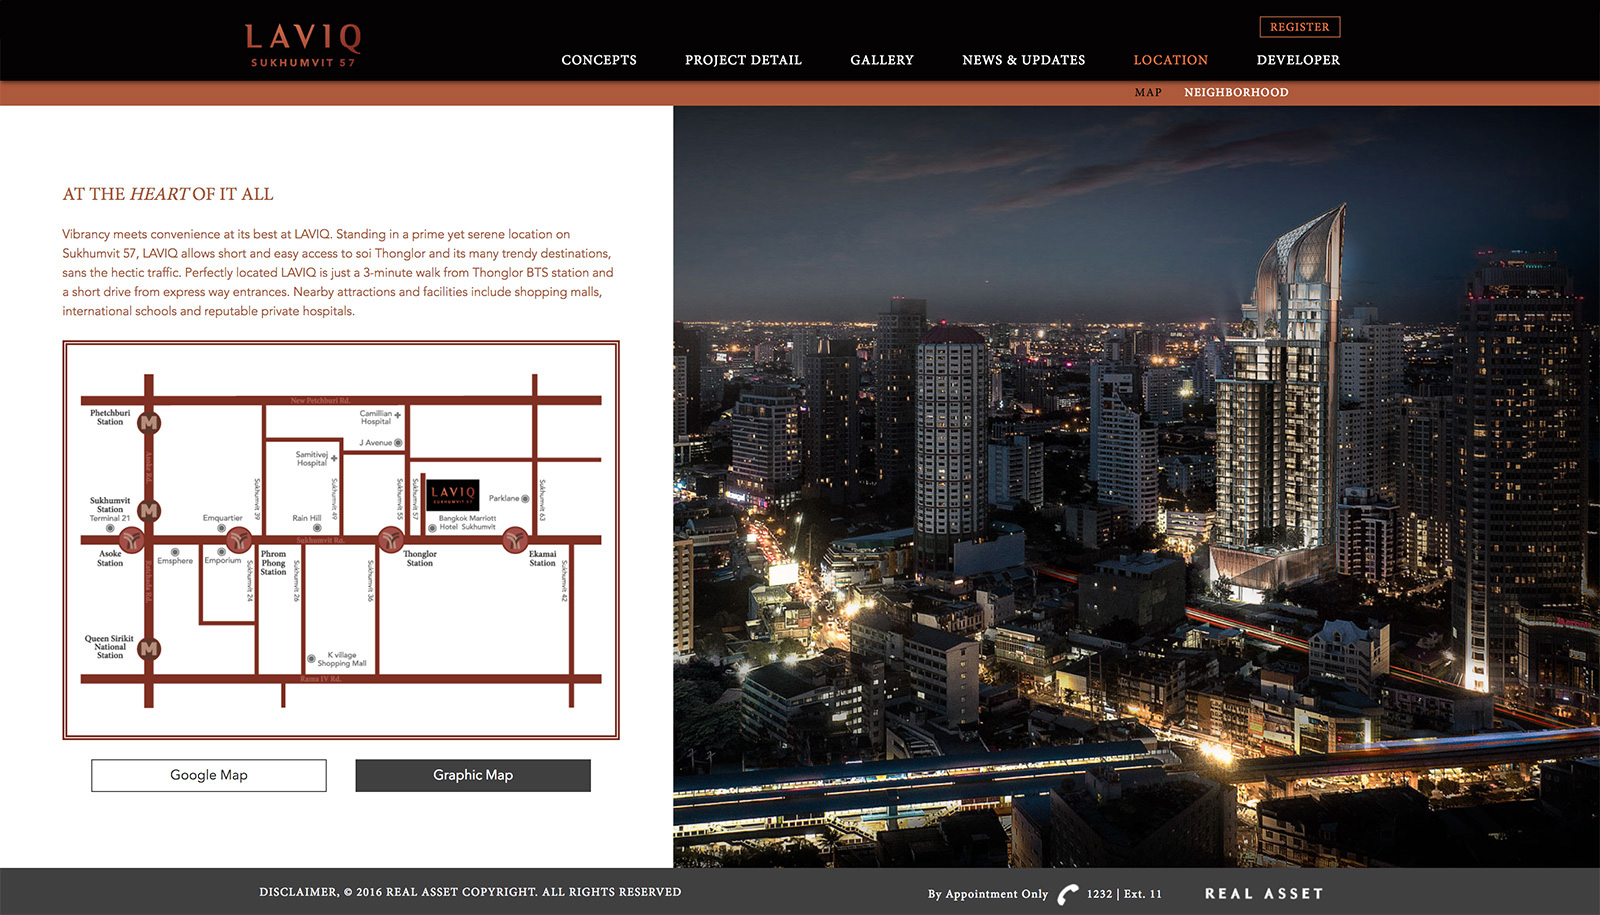 LAVIQ
SUKHUMVIT 57
REGISTER
CONCEPTS
PROJECT DETAIL
GALLERY
NEWS & UPDATES
LOCATION
DEVELOPER
MAP
NEIGHBORHOOD
AT THE HEART OF IT ALL
Vibrancy meets convenience at its best at LAVIQ. Standing in a prime yet serene location on
Sukhumvit 57, LAVIQ allows short and easy access to soi Thonglor and its many trendy destinations,
sans the hectic traffic. Perfectly located LAVIQ is just a 3-minute walk from Thonglor BTS station and
a short drive from express way entrances. Nearby attractions and facilities include shopping malls,
international schools and reputable private hospitals.
New Petchburi Rd.
Phetchburi
Station
M
Camillian
Hospital
J Avenue
Samitivej
Hospital
Asoke Rd.
Sukhumvit 39
Sukhumvit 49
Sukhumvit 55
Sukhumvit 57
LAVIQ
SUKHUMVIT 57
Parklane
Sukhumvit 63
Sukhumvit
Station
Terminal 21
M
Emquartier
Rain Hill
Bangkok Marriott
Hotel Sukhumvit
Sukhumvit Rd.
Asoke
Station
Emsphere
Emporium
Phrom
Phong
Station
Thonglor
Station
Ekamai
Station
Ratchada Rd.
Sukhumvit 24
Sukhumvit 26
Sukhumvit 36
Sukhumvit 42
Queen Sirikit
National
Station
M
K village
Shopping Mall
Rama IV Rd.
Google Map
Graphic Map
DISCLAIMER, © 2016 REAL ASSET COPYRIGHT. ALL RIGHTS RESERVED
By Appointment Only
1232 | Ext. 11
REAL ASSET